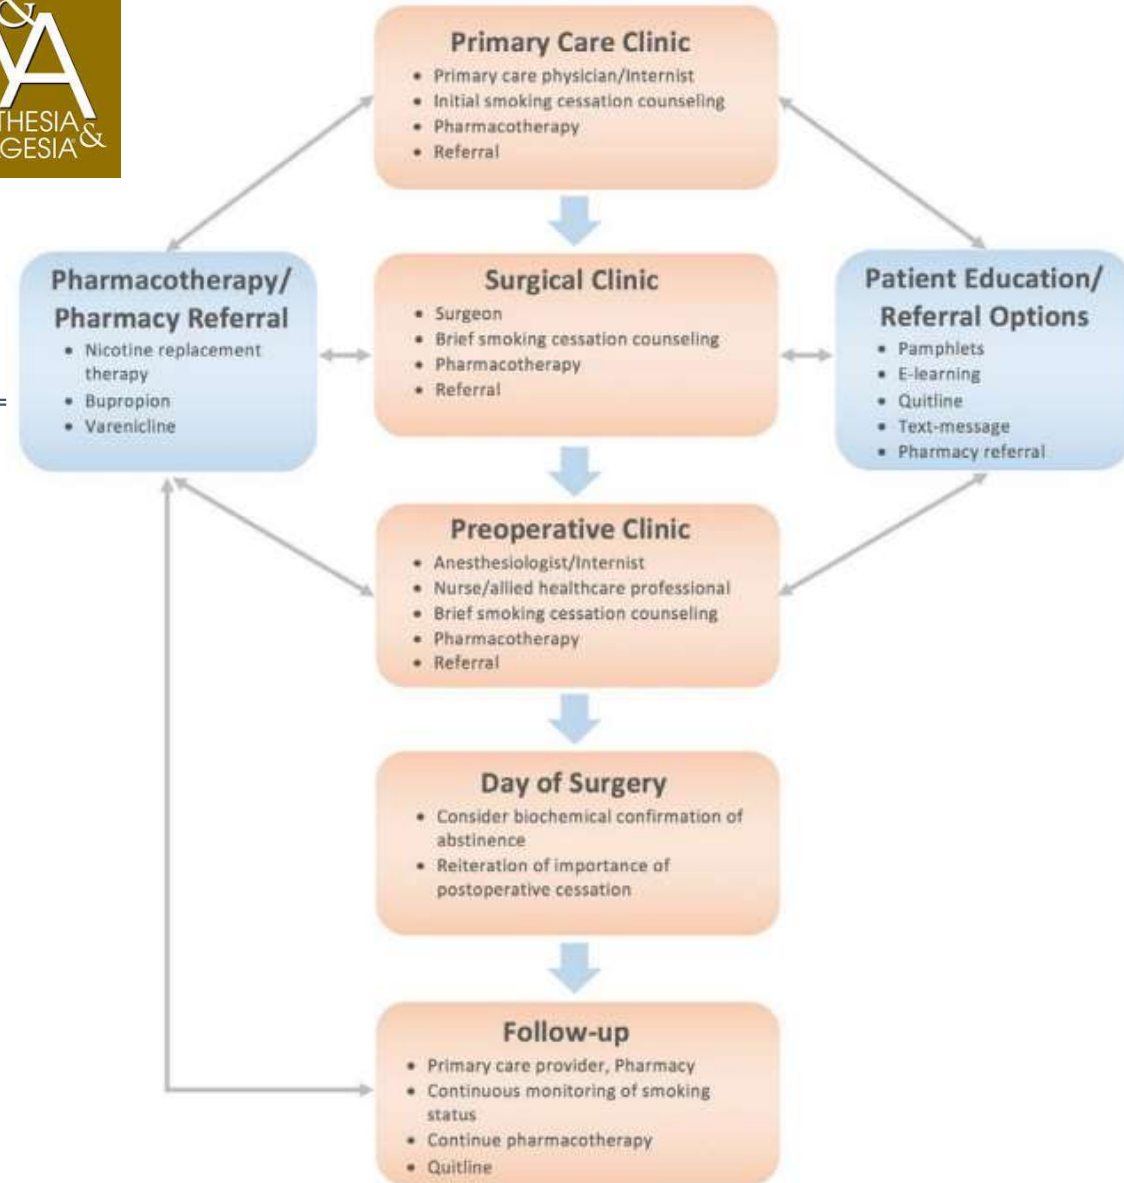 &
A
THESIA
GESIA &
Primary Care Clinic
• Primary care physician/Internist
• Initial smoking cessation counseling
• Pharmacotherapy
• Referral
Pharmacotherapy/
Pharmacy Referral
• Nicotine replacement
therapy
• Bupropion
• Varenicline
Surgical Clinic
• Surgeon
• Brief smoking cessation counseling
• Pharmacotherapy
• Referral
Patient Education/
Referral Options
• Pamphlets
• E-learning
• Quitline
• Text-message
• Pharmacy referral
Preoperative Clinic
• Anesthesiologist/Internist
• Nurse/allied healthcare professional
• Brief smoking cessation counseling
• Pharmacotherapy
• Referral
Day of Surgery
• Consider biochemical confirmation of
abstinence
• Reiteration of importance of
postoperative cessation
Follow-up
• Primary care provider, Pharmacy
• Continuous monitoring of smoking
status
• Continue pharmacotherapy
• Quitline